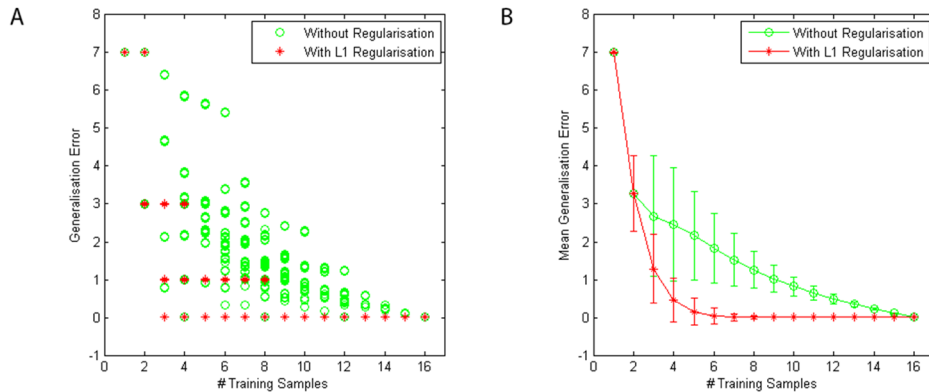 A
8
7
6
5
4
3
2
1
0
-1
Generalisation Error
Without Regularisation
With L1 Regularisation
0 2 4 6 8 10 12 14 16
# Training Samples
B
8
7
6
5
4
3
2
1
0
-1
Mean Generalisation Error
Without Regularisation
With L1 Regularisation
0 2 4 6 8 10 12 14 16
# Training Samples